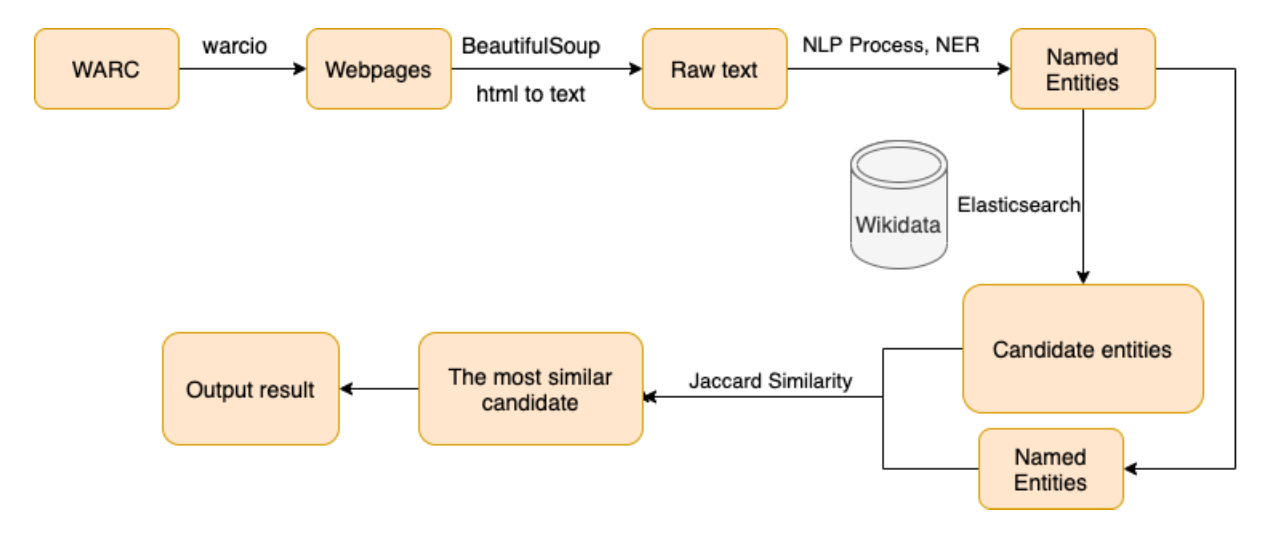 WARC
warcio
Webpages
BeautifulSoup
html to text
Raw text
NLP Process, NER
Named
Entities
Wikidata
Elasticsearch
Candidate entities
Named
Entities
Jaccard Similarity
The most similar
candidate
Output result